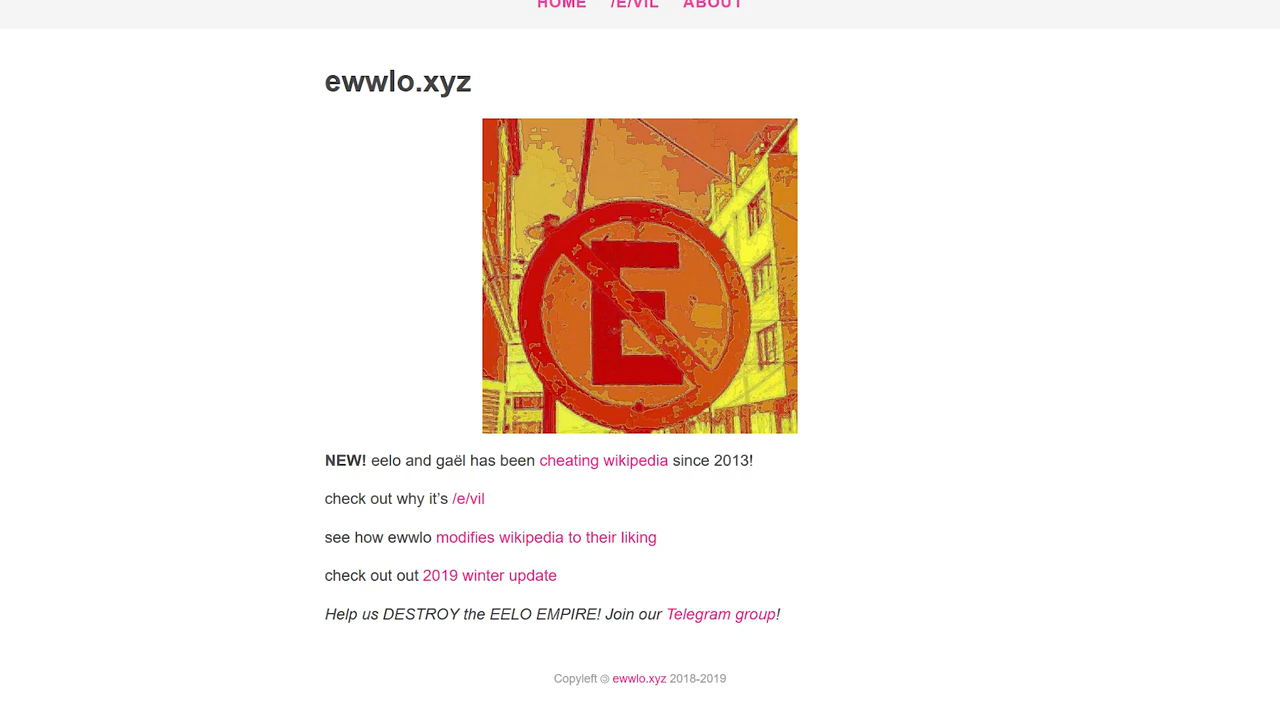 HOME /E/VIL ABOUT
ewwlo.xyz
E
NEW! eelo and gaël has been cheating wikipedia since 2013!
check out why it’s /e/vil
see how ewwlo modifies wikipedia to their liking
check out out 2019 winter update
Help us DESTROY the EELO EMPIRE! Join our Telegram group!
Copyleft 🄯 ewwlo.xyz 2018-2019